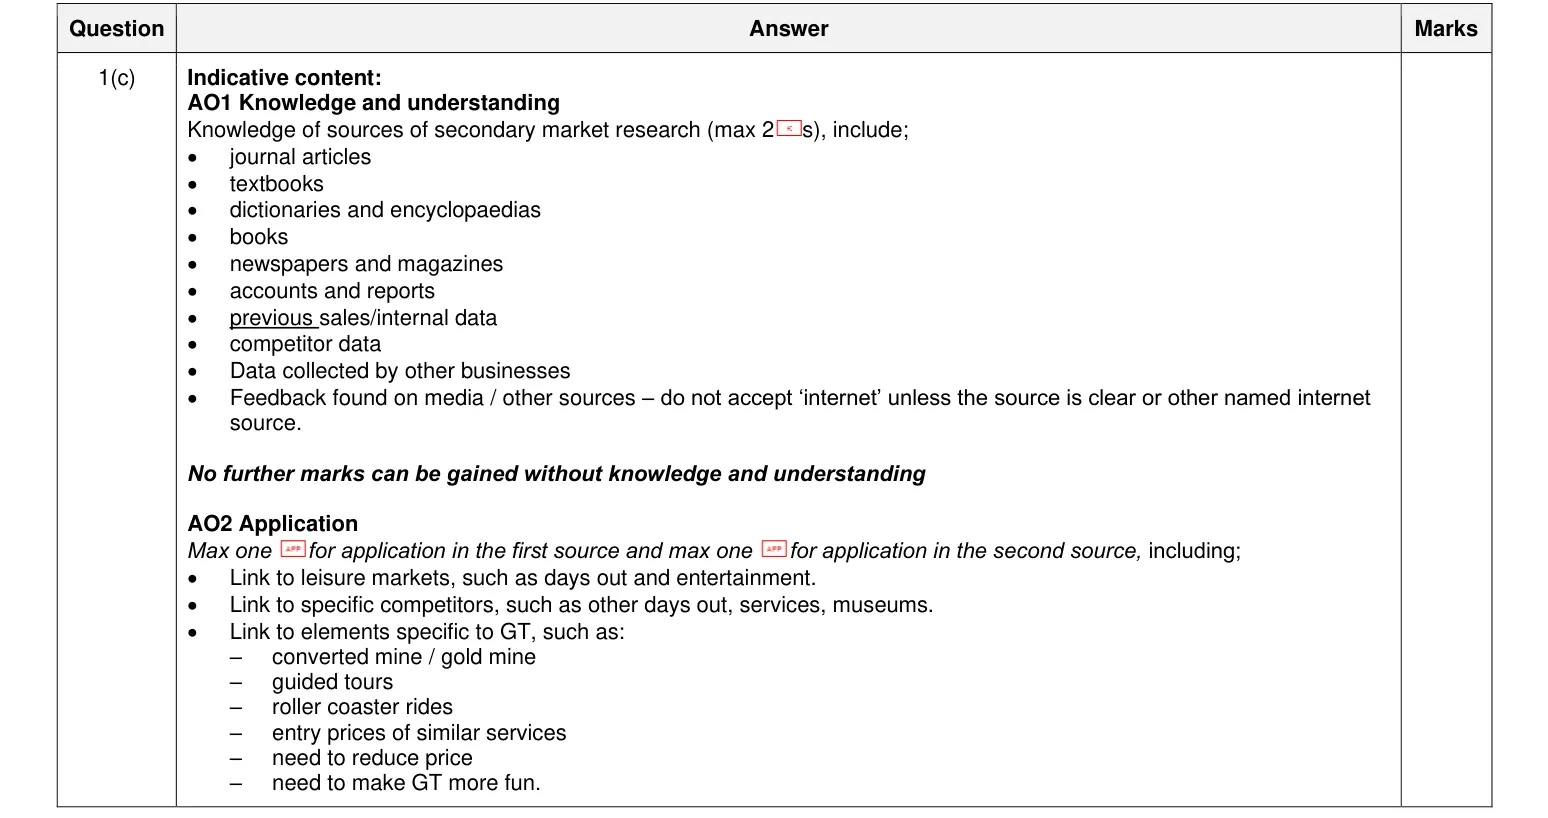 Question Answer Marks
1(c) Indicative content:
AO1 Knowledge and understanding
Knowledge of sources of secondary market research (max 2 K s), include;
• journal articles
• textbooks
• dictionaries and encyclopaedias
• books
• newspapers and magazines
• accounts and reports
• previous sales/internal data
• competitor data
• Data collected by other businesses
• Feedback found on media / other sources – do not accept ‘internet’ unless the source is clear or other named internet
source.
No further marks can be gained without knowledge and understanding
AO2 Application
Max one APP for application in the first source and max one APP for application in the second source, including;
• Link to leisure markets, such as days out and entertainment.
• Link to specific competitors, such as other days out, services, museums.
• Link to elements specific to GT, such as:
– converted mine / gold mine
– guided tours
– roller coaster rides
– entry prices of similar services
– need to reduce price
– need to make GT more fun.